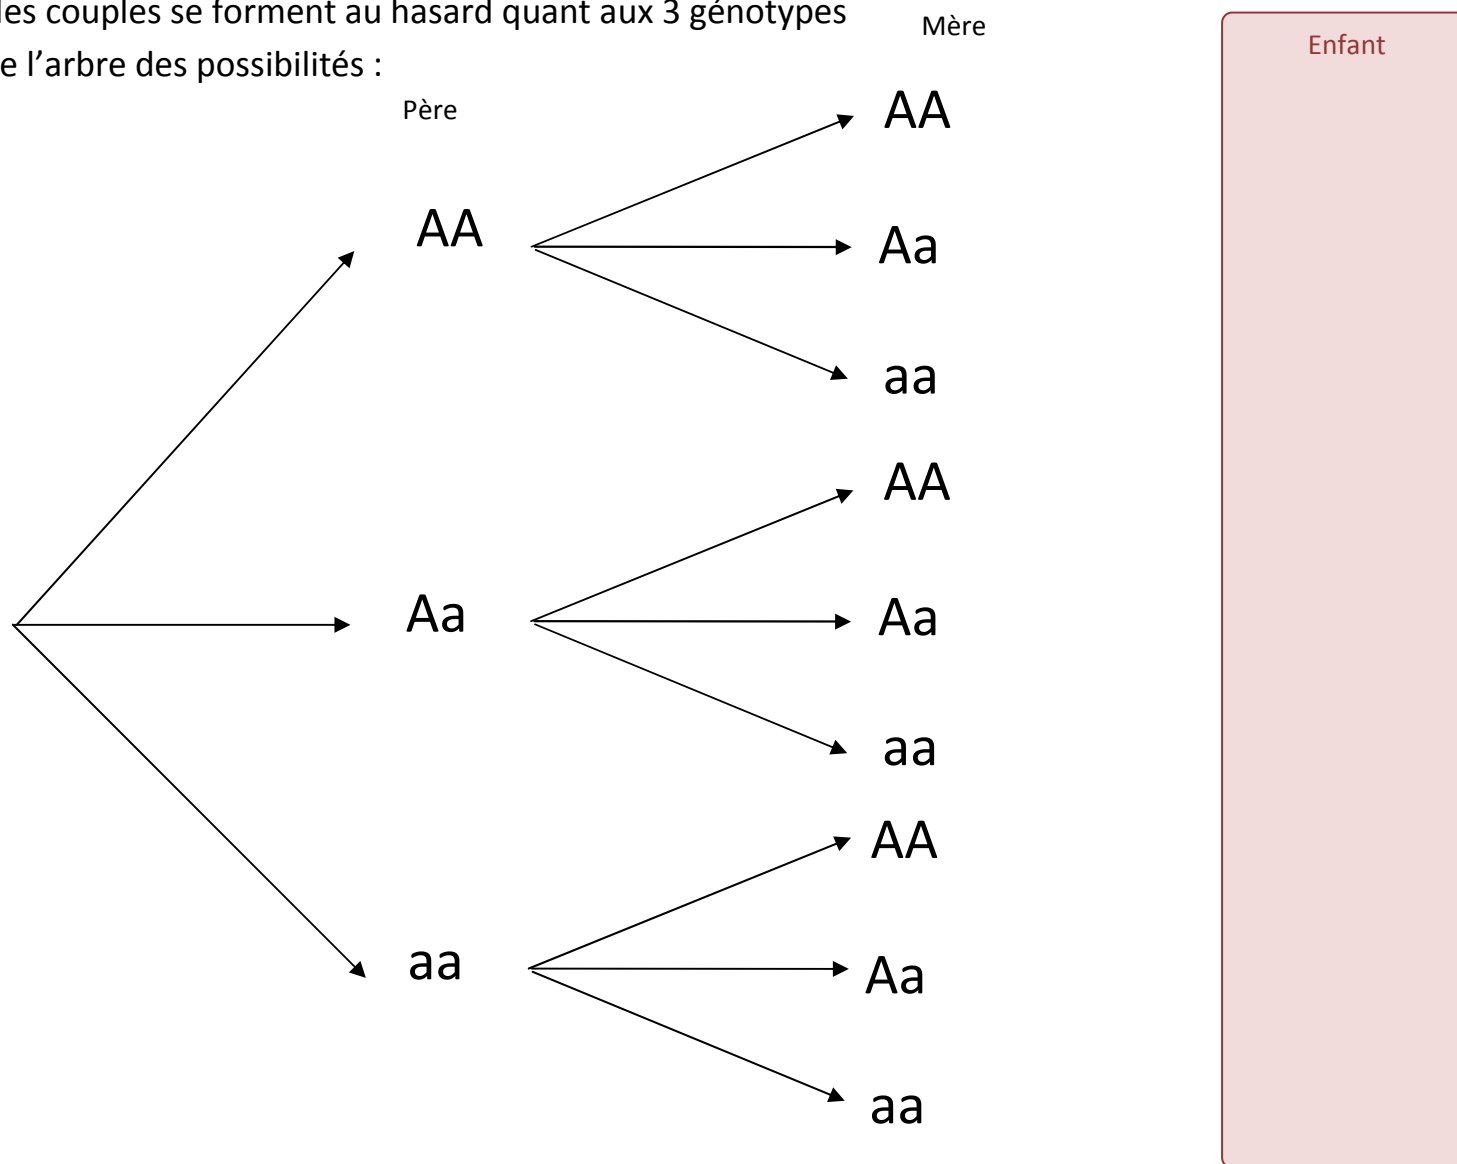 les couples se forment au hasard quant aux 3 génotypes
e l’arbre des possibilités :
Père
Mère
Enfant
AA
AA
Aa
aa
Aa
AA
Aa
aa
aa
AA
Aa
aa